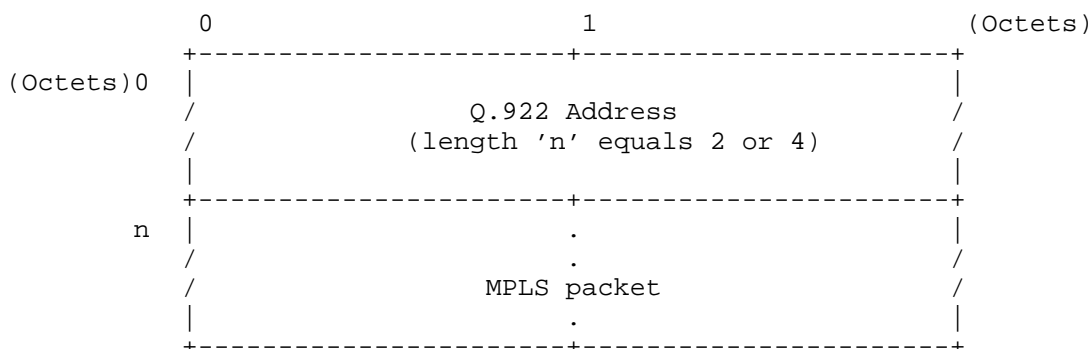 0                       1                        (Octets)
                   +-----------------------+-----------------------+
        (Octets)0  |                                               |
                   /                 Q.922 Address                 /
                   /             (length 'n' equals 2 or 4)        /
                   |                                               |
                   +-----------------------+-----------------------+
                n  |                       .                       |
                   /                       .                       /
                   /                  MPLS packet                  /
                   |                       .                       |
                   +-----------------------+-----------------------+